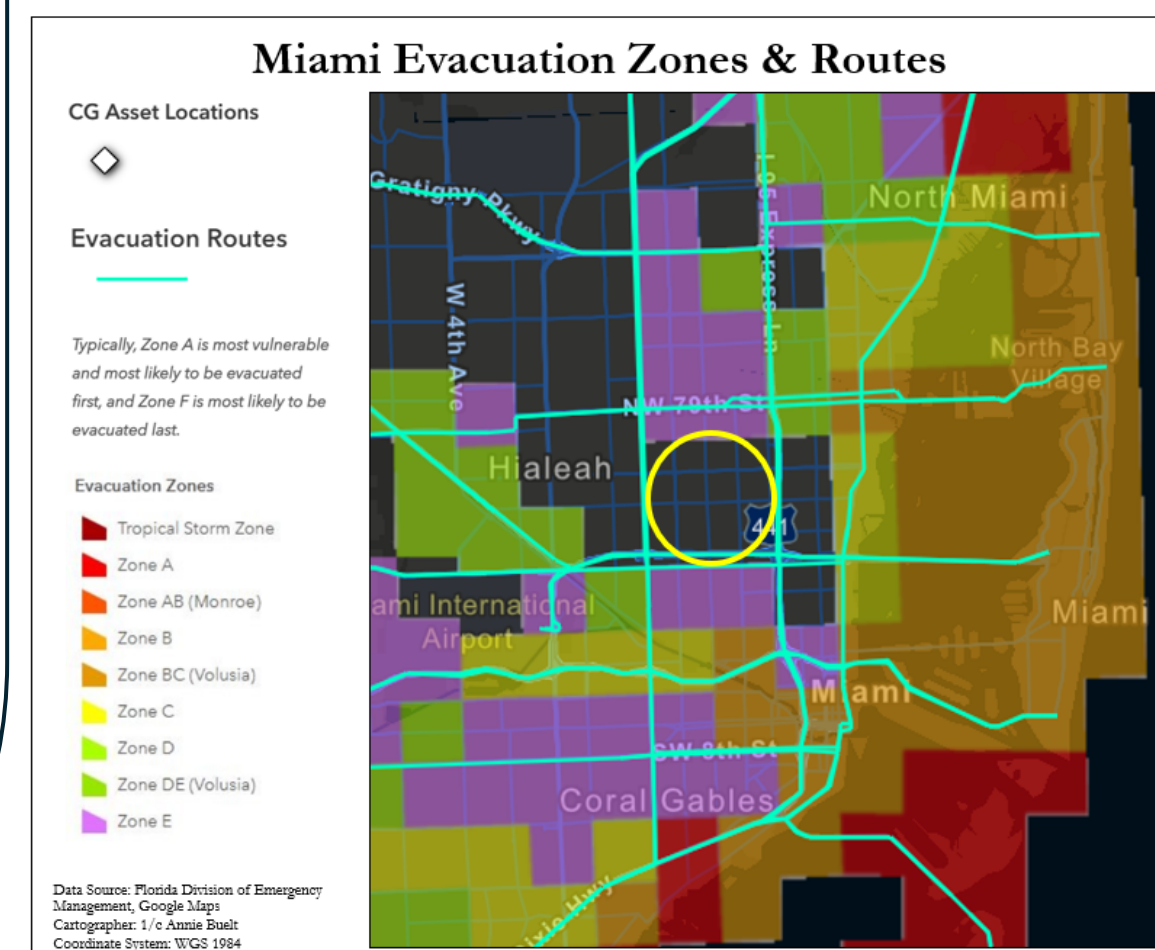 Miami Evacuation Zones & Routes
CG Asset Locations
Evacuation Routes
Typically, Zone A is most vulnerable
and most likely to be evacuated
first, and Zone F is most likely to be
evacuated last.
Evacuation Zones
Tropical Storm Zone
Zone A
Zone AB (Monroe)
Zone B
Zone BC (Volusia)
Zone C
Zone D
Zone DE (Volusia)
Zone E
Data Source: Florida Division of Emergency
Management, Google Maps
Cartographer: 1/c Annie Buelt
Coordinate System: WGS 1984
Gratigny Pkwy
I-95 Express Ln
North Miami
W 4th Ave
North Bay
Village
NW 79th St
Hialeah
441
ami International
Airport
Miami
Miami
SW 8th St
Coral Gables
ixie Hwy